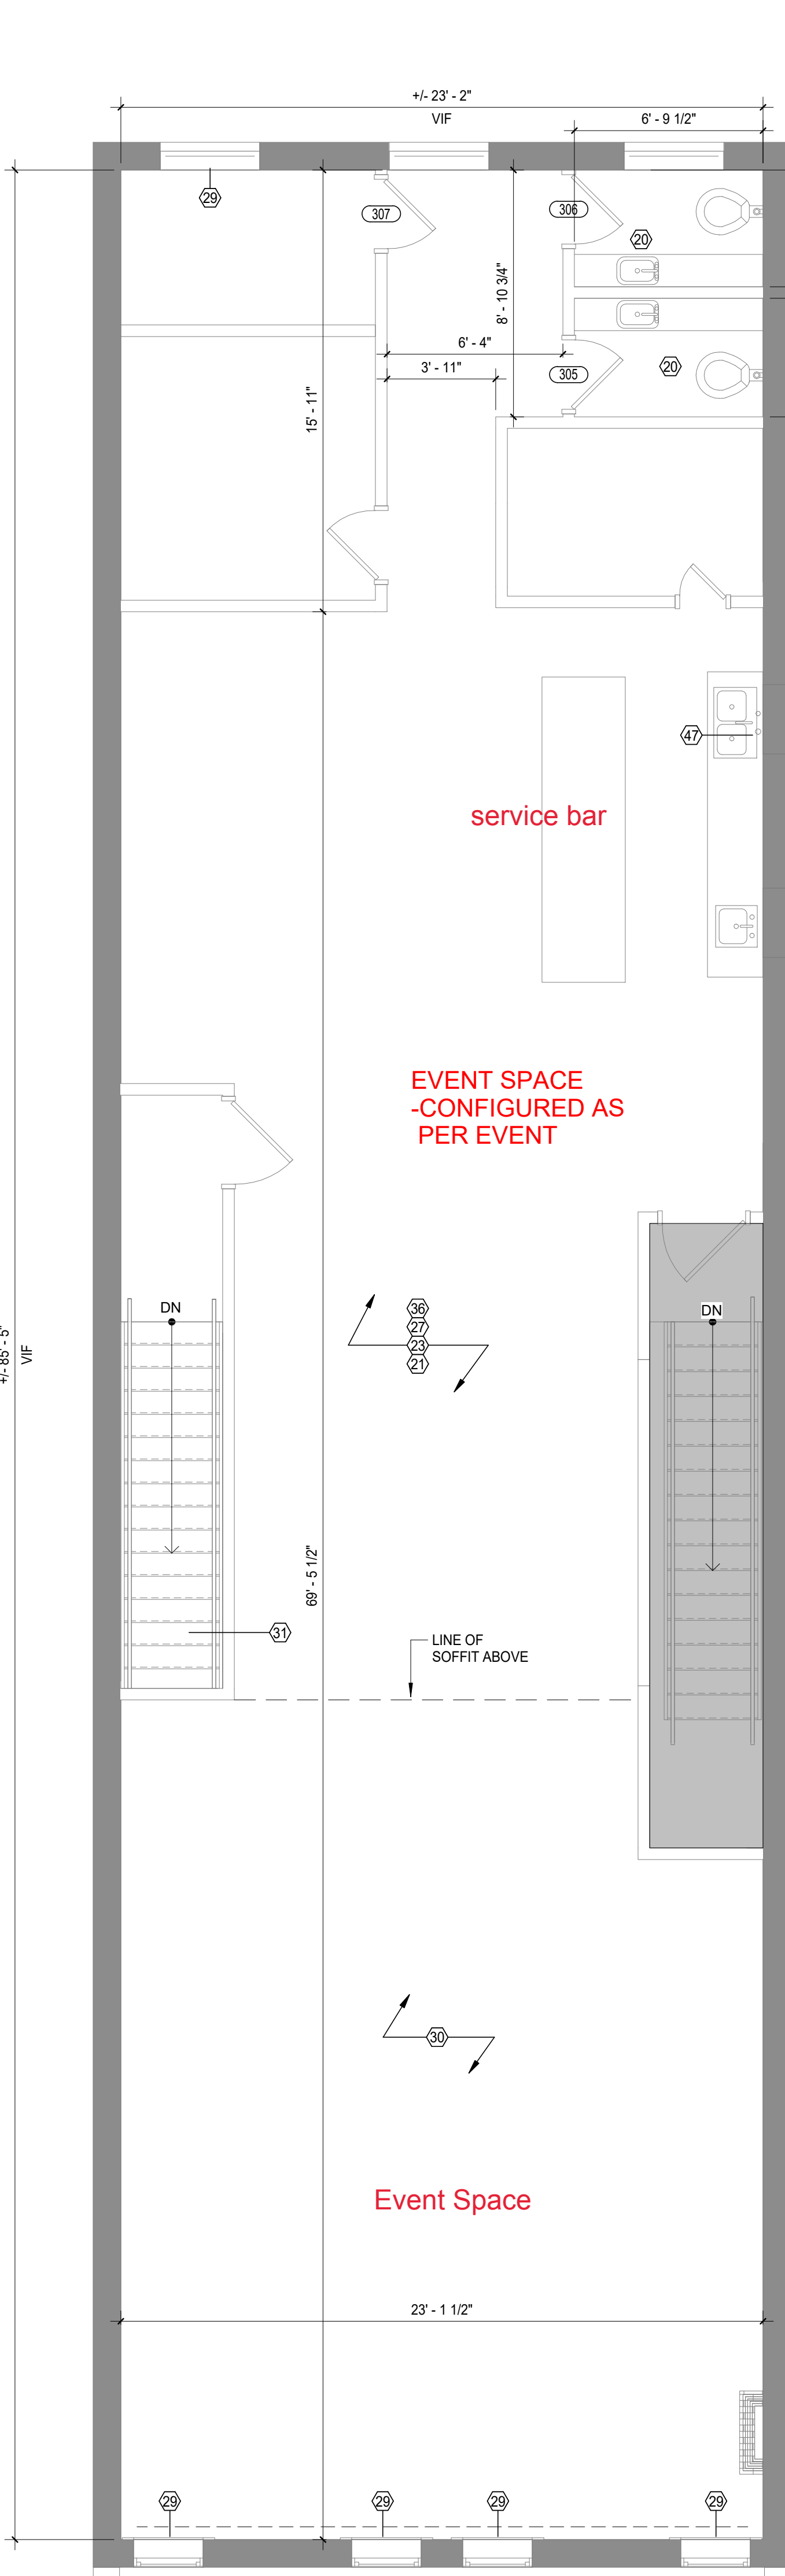 +/- 23' - 2"
VIF
6' - 9 1/2"
29
307
306
20
8' - 10 3/4"
6' - 4"
3' - 11"
305
20
15' - 11"
47
service bar
EVENT SPACE
-CONFIGURED AS
PER EVENT
DN
DN
36
27
23
21
+/- 85' - 5"
VIF
69' - 5 1/2"
31
LINE OF
SOFFIT ABOVE
30
Event Space
23' - 1 1/2"
29
29
29
29